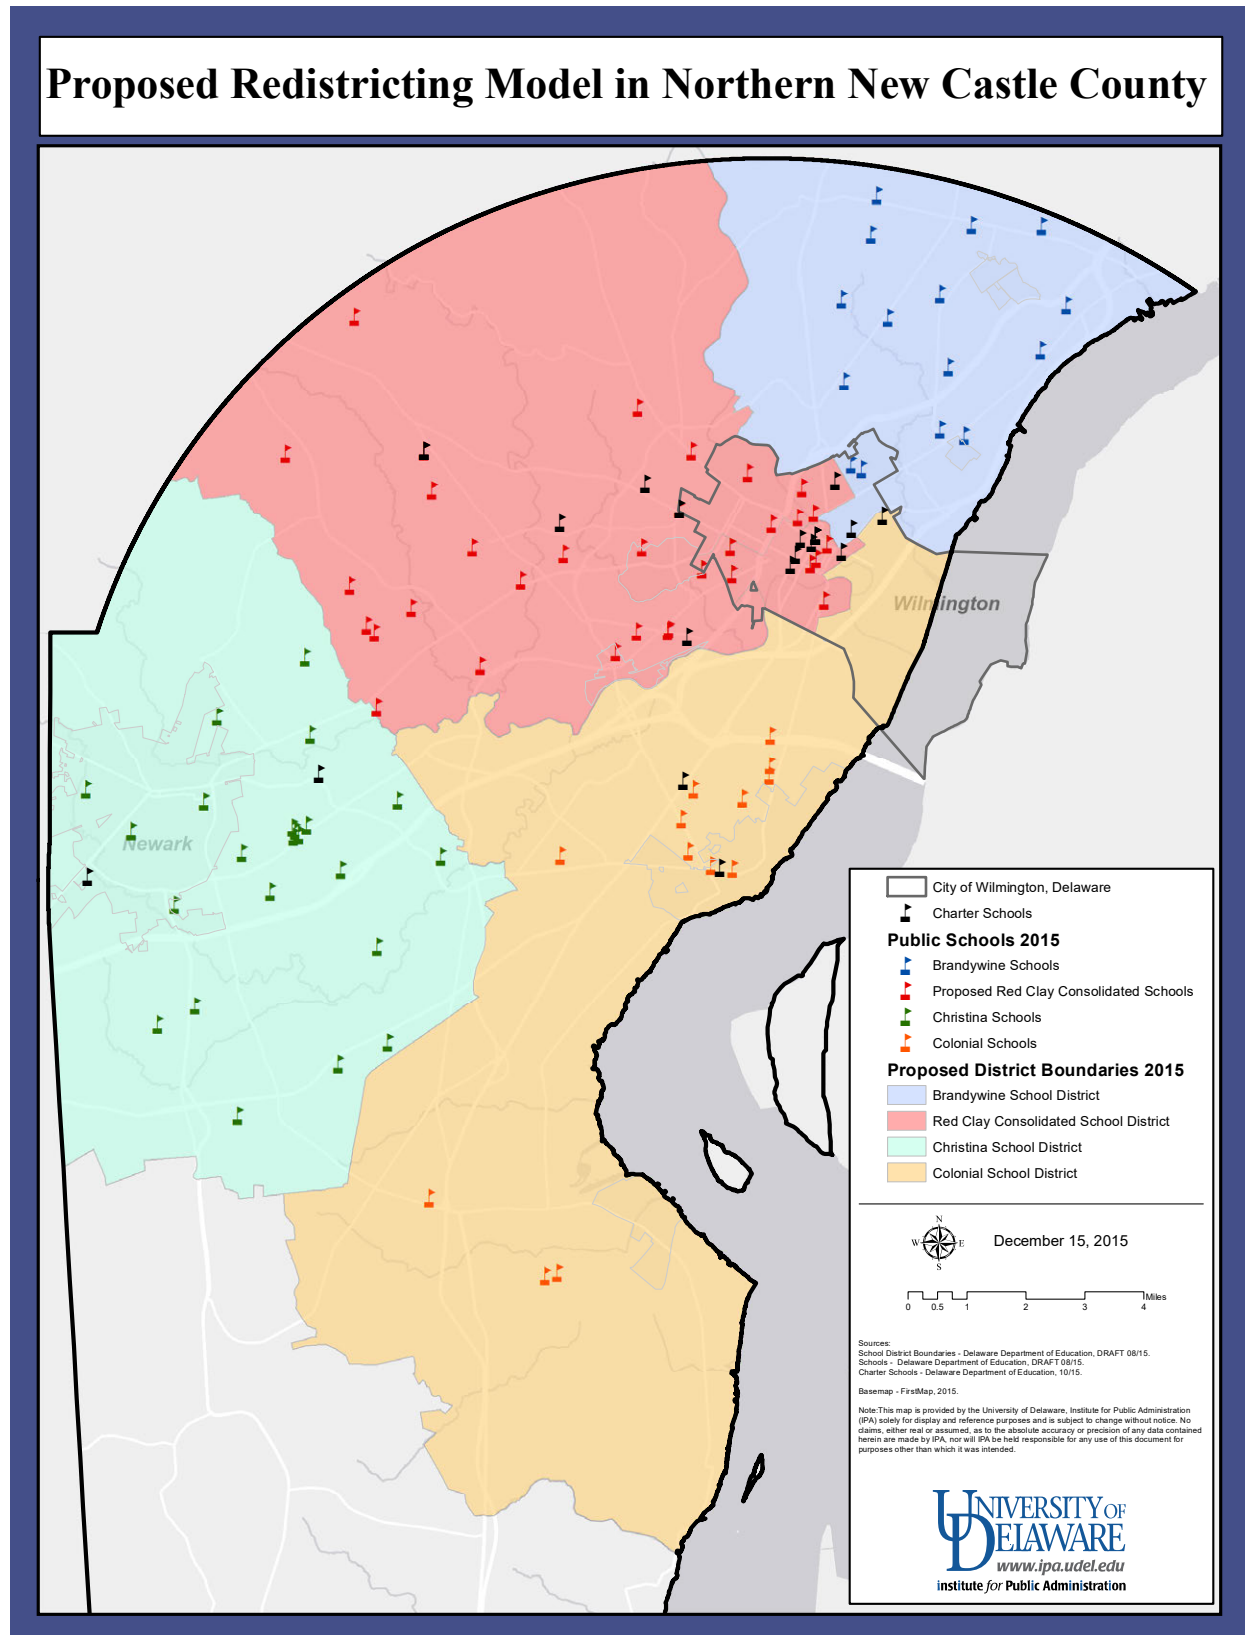 Proposed Redistricting Model in Northern New Castle County
Wilmington
Newark
City of Wilmington, Delaware
Charter Schools
Public Schools 2015
Brandywine Schools
Proposed Red Clay Consolidated Schools
Christina Schools
Colonial Schools
Proposed District Boundaries 2015
Brandywine School District
Red Clay Consolidated School District
Christina School District
Colonial School District
N
W E
S
December 15, 2015
Miles
0 0.5 1 2 3 4
Sources:
School District Boundaries - Delaware Department of Education, DRAFT 08/15.
Schools - Delaware Department of Education, DRAFT 08/15.
Charter Schools - Delaware Department of Education, 10/15.
Basemap - FirstMap, 2015.
Note:This map is provided by the University of Delaware, Institute for Public Administration
(IPA) solely for display and reference purposes and is subject to change without notice. No
claims, either real or assumed, as to the absolute accuracy or precision of any data contained
herein are made by IPA, nor will IPA be held responsible for any use of this document for
purposes other than which it was intended.
UNIVERSITY OF
DELAWARE
www.ipa.udel.edu
institute for Public Administration